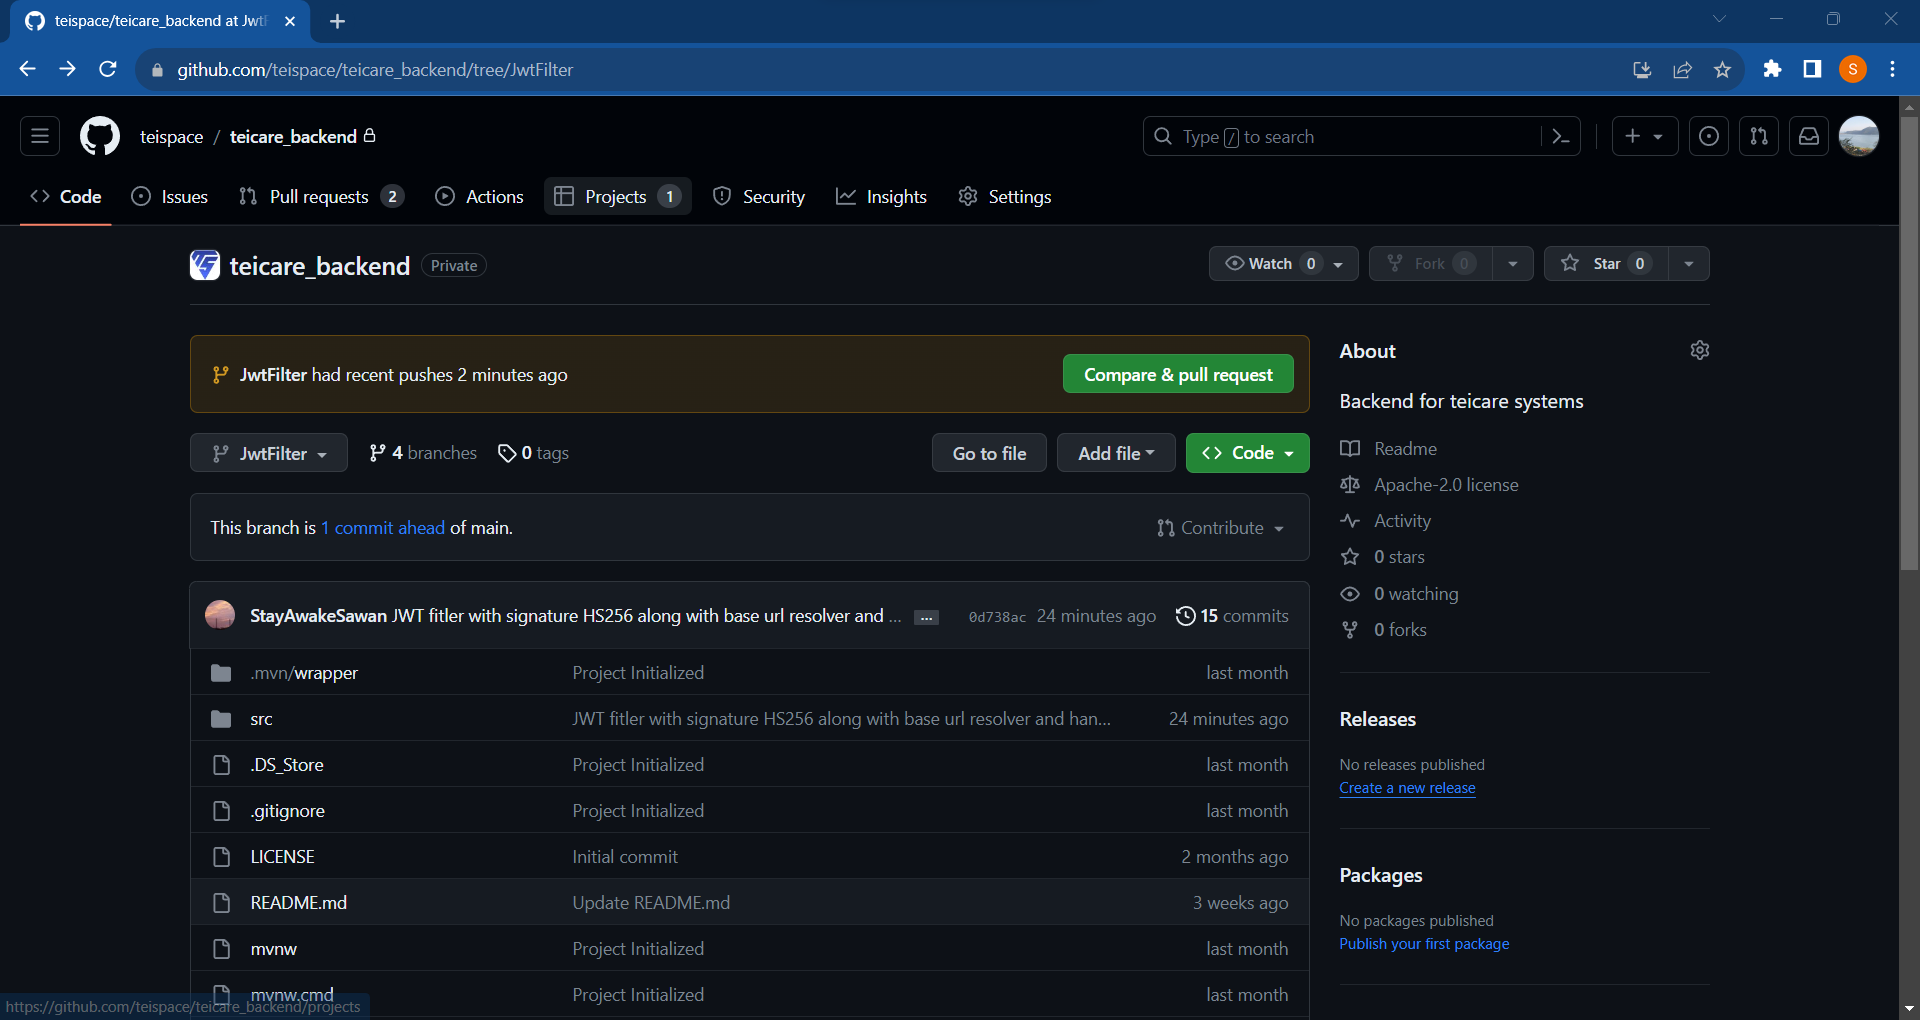 teispace/teicare_backend at Jwt
github.com/teispace/teicare_backend/tree/JwtFilter
S
teispace / teicare_backend
Type / to search
Code
Issues
Pull requests 2
Actions
Projects 1
Security
Insights
Settings
teicare_backend Private
Watch 0
Fork 0
Star 0
JwtFilter had recent pushes 2 minutes ago
Compare & pull request
JwtFilter
4 branches
0 tags
Go to file
Add file
Code
This branch is 1 commit ahead of main.
Contribute
StayAwakeSawan JWT fitler with signature HS256 along with base url resolver and ... ... 0d738ac 24 minutes ago 15 commits
.mvn/wrapper Project Initialized last month
src JWT fitler with signature HS256 along with base url resolver and han... 24 minutes ago
.DS_Store Project Initialized last month
.gitignore Project Initialized last month
LICENSE Initial commit 2 months ago
README.md Update README.md 3 weeks ago
mvnw Project Initialized last month
mvnw.cmd Project Initialized last month
About
Backend for teicare systems
Readme
Apache-2.0 license
Activity
0 stars
0 watching
0 forks
Releases
No releases published
Create a new release
Packages
No packages published
Publish your first package
https://github.com/teispace/teicare_backend/projects